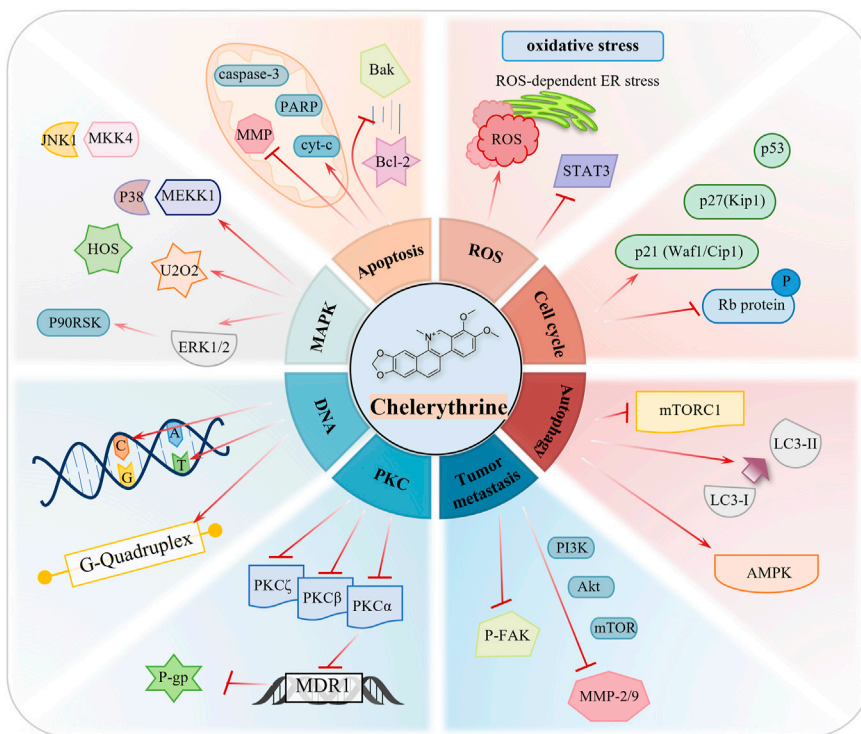 oxidative stress
ROS-dependent ER stress
ROS
STAT3
caspase-3
PARP
MMP
cyt-c
Bak
Bcl-2
JNK1
MKK4
P38
MEKK1
HOS
U2O2
P90RSK
ERK1/2
p53
p27(Kip1)
p21 (Waf1/Cip1)
P
Rb protein
Apoptosis
ROS
MAPK
Cell cycle
DNA
Autophagy
PKC
Tumor
metastasis
N+
O
O
O
O
Chelerythrine
mTORC1
LC3-II
LC3-I
AMPK
C
A
G
T
G-Quadruplex
PKCζ
PKCβ
PKCα
MDR1
P-gp
PI3K
Akt
mTOR
P-FAK
MMP-2/9